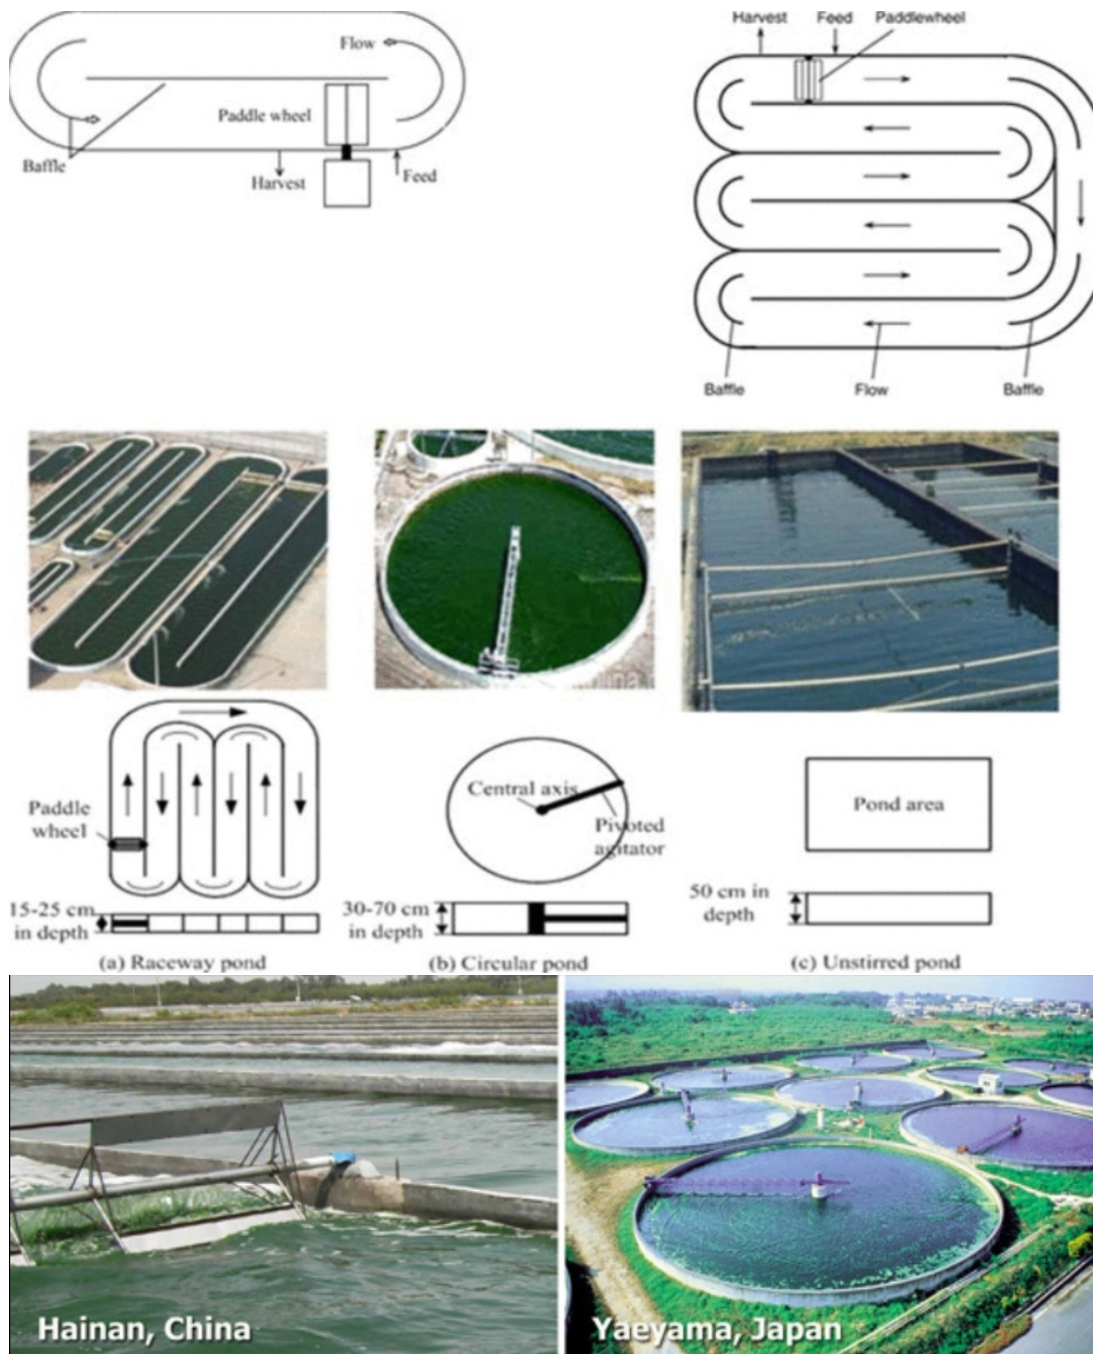 Flow
Paddle wheel
Baffle
Harvest
Feed
Harvest
Feed
Paddlewheel
Baffle
Flow
Baffle
Paddle
wheel
15-25 cm
in depth
(a) Raceway pond
Central axis
Pivoted
agitator
30-70 cm
in depth
(b) Circular pond
Pond area
50 cm in
depth
(c) Unstirred pond
Hainan, China
Yaeyama, Japan